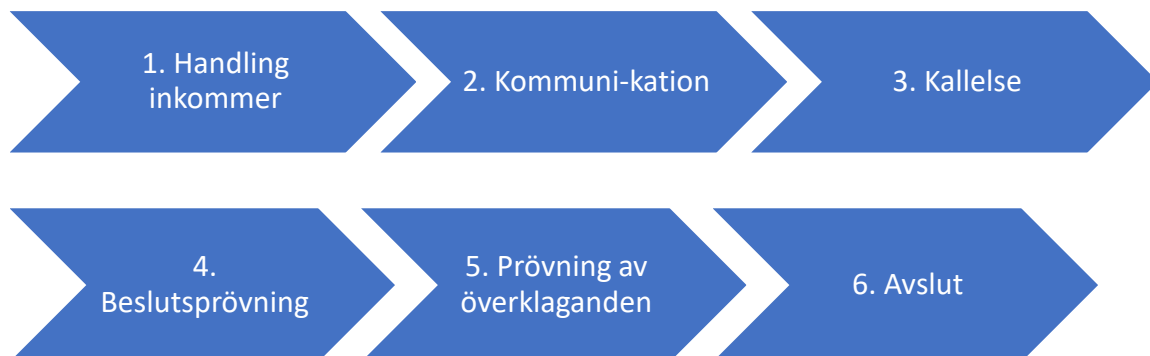 1. Handling
inkommer
2. Kommuni-kation
3. Kallelse
4.
Beslutsprövning
5. Prövning av
överklaganden
6. Avslut